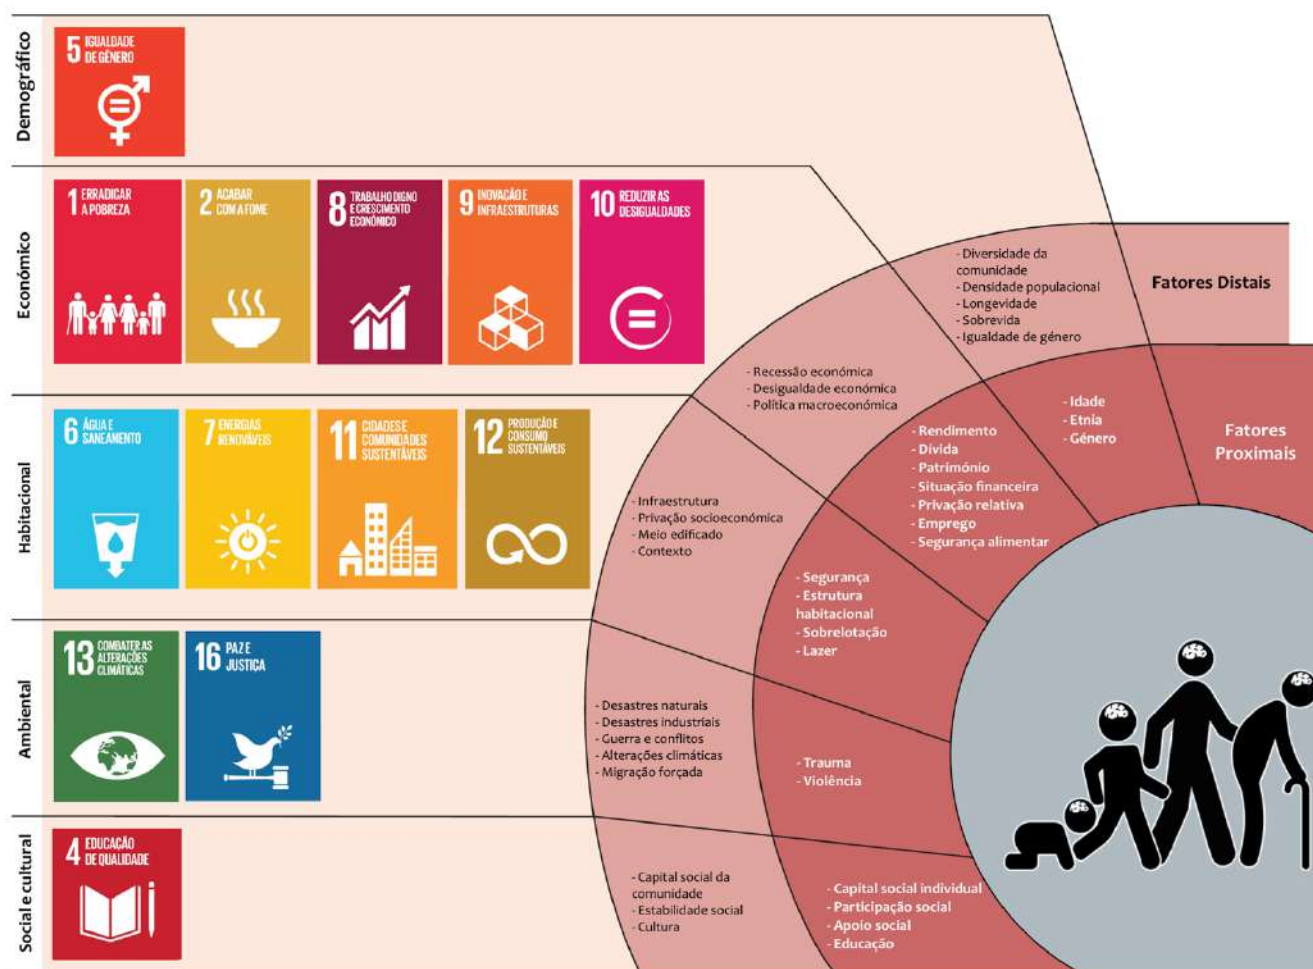 Demográfico
5 IGUALDADE
DE GÉNERO
Económico
1 ERRADICAR
A POBREZA
2 ACABAR
COM A FOME
8 TRABALHO DIGNO
E CRESCIMENTO
ECONÓMICO
9 INOVAÇÃO E
INFRAESTRUTURAS
10 REDUZIR AS
DESIGUALDADES
Habitacional
6 ÁGUA E
SANEAMENTO
7 ENERGIAS
RENOVÁVEIS
11 CIDADES E
COMUNIDADES
SUSTENTÁVEIS
12 PRODUÇÃO E
CONSUMO
SUSTENTÁVEIS
Ambiental
13 COMBATER AS
ALTERAÇÕES
CLIMÁTICAS
16 PAZ E
JUSTIÇA
Social e cultural
4 EDUCAÇÃO
DE QUALIDADE
Fatores Distais
- Diversidade da
comunidade
- Densidade populacional
- Longevidade
- Sobrevida
- Igualdade de género
- Recessão económica
- Desigualdade económica
- Política macroeconómica
- Infraestrutura
- Privação socioeconómica
- Meio edificado
- Contexto
- Desastres naturais
- Desastres industriais
- Guerra e conflitos
- Alterações climáticas
- Migração forçada
- Capital social da
comunidade
- Estabilidade social
- Cultura
Fatores
Proximais
- Idade
- Etnia
- Género
- Rendimento
- Dívida
- Património
- Situação financeira
- Privação relativa
- Emprego
- Segurança alimentar
- Segurança
- Estrutura
habitacional
- Sobrelotação
- Lazer
- Trauma
- Violência
- Capital social individual
- Participação social
- Apoio social
- Educação